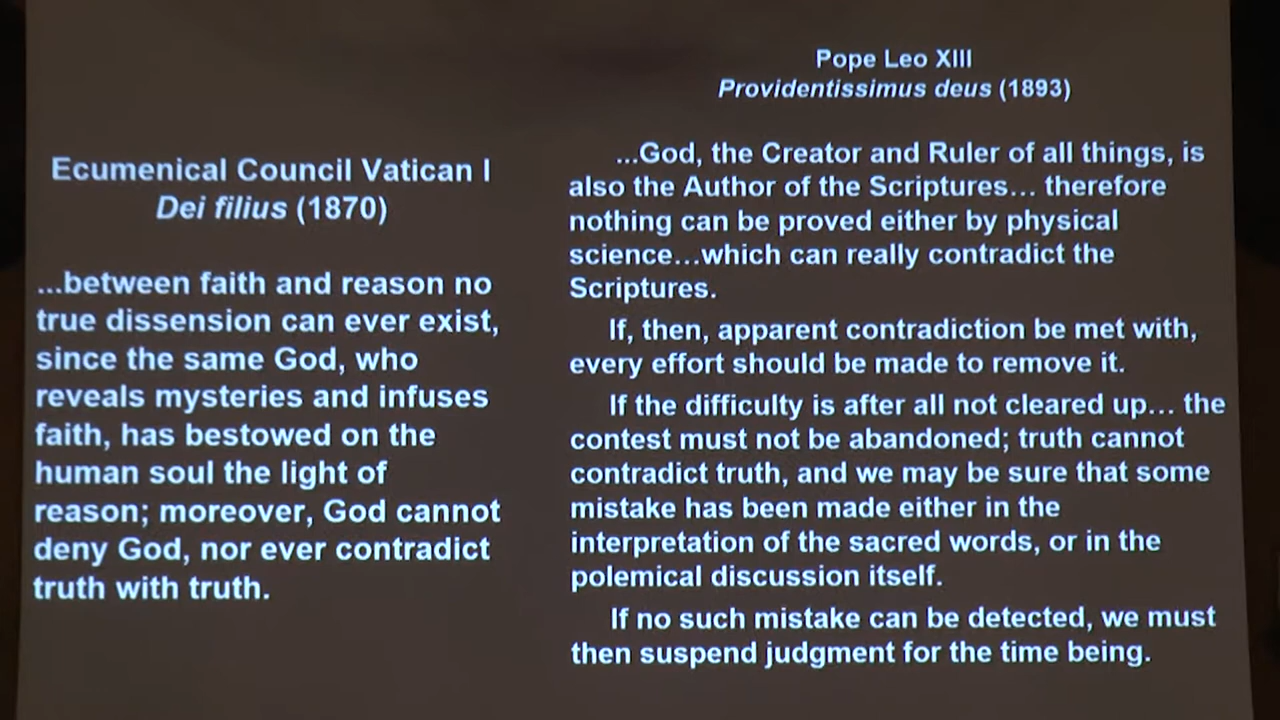 Ecumenical Council Vatican I
Dei filius (1870)
...between faith and reason no
true dissension can ever exist,
since the same God, who
reveals mysteries and infuses
faith, has bestowed on the
human soul the light of
reason; moreover, God cannot
deny God, nor ever contradict
truth with truth.
Pope Leo XIII
Providentissimus deus (1893)
...God, the Creator and Ruler of all things, is
also the Author of the Scriptures... therefore
nothing can be proved either by physical
science...which can really contradict the
Scriptures.
If, then, apparent contradiction be met with,
every effort should be made to remove it.
If the difficulty is after all not cleared up... the
contest must not be abandoned; truth cannot
contradict truth, and we may be sure that some
mistake has been made either in the
interpretation of the sacred words, or in the
polemical discussion itself.
If no such mistake can be detected, we must
then suspend judgment for the time being.